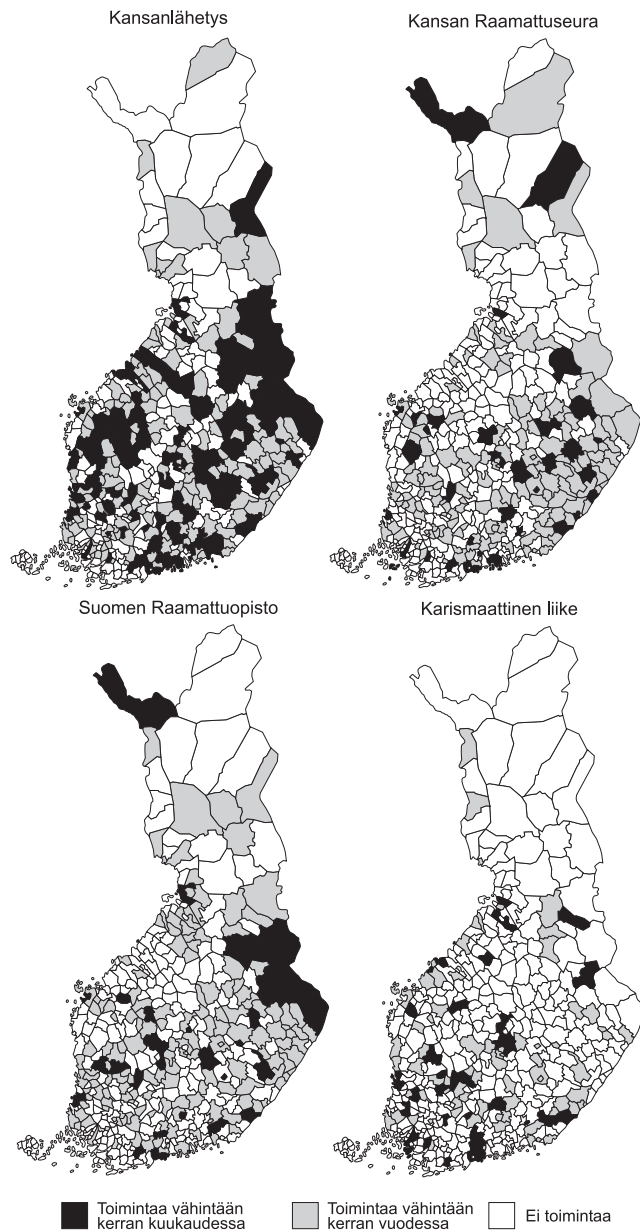 Kansanlähetys
Kansan Raamattuseura
Suomen Raamattuopisto
Karismaattinen liike
Toimintaa vähintään
kerran kuukaudessa
Toimintaa vähintään
kerran vuodessa
Ei toimintaa